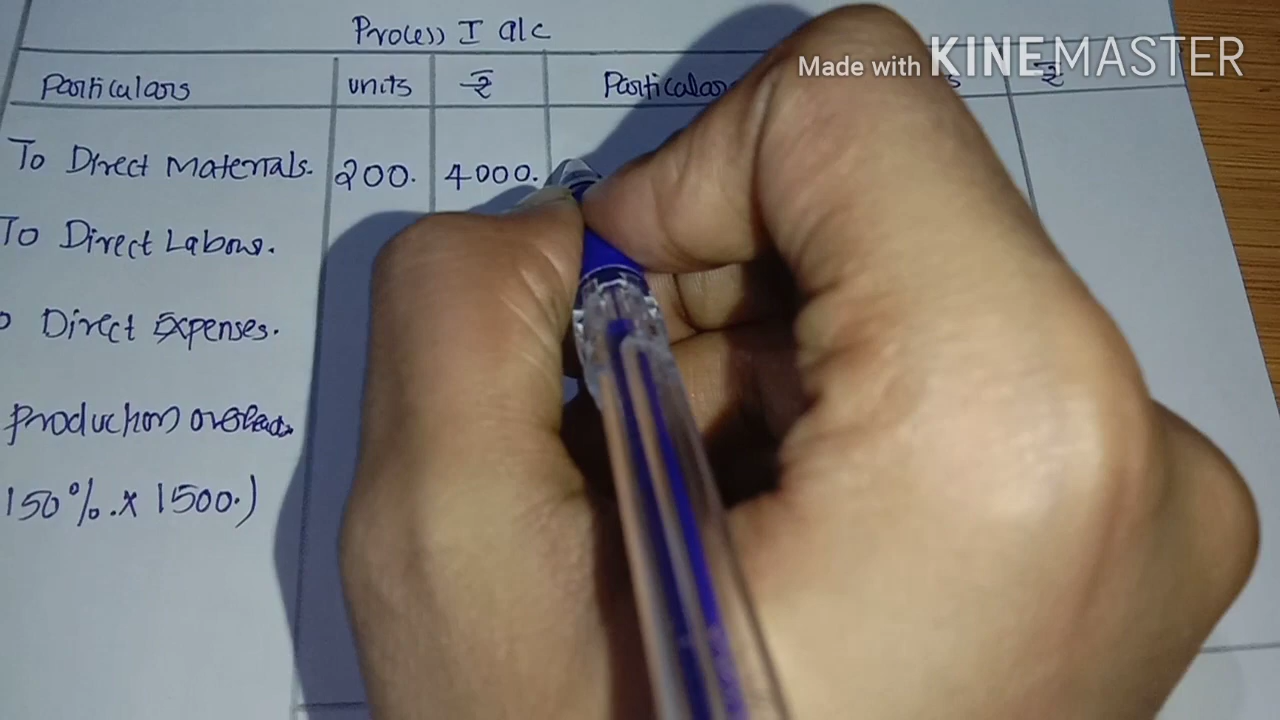 Process I a/c
Made with KINEMASTER
Particulars units ₹ Particulars ₹
To Direct Materials. 200. 4000.
To Direct Labour.
Direct Expenses.
Production overhead.
150%.x 1500.)